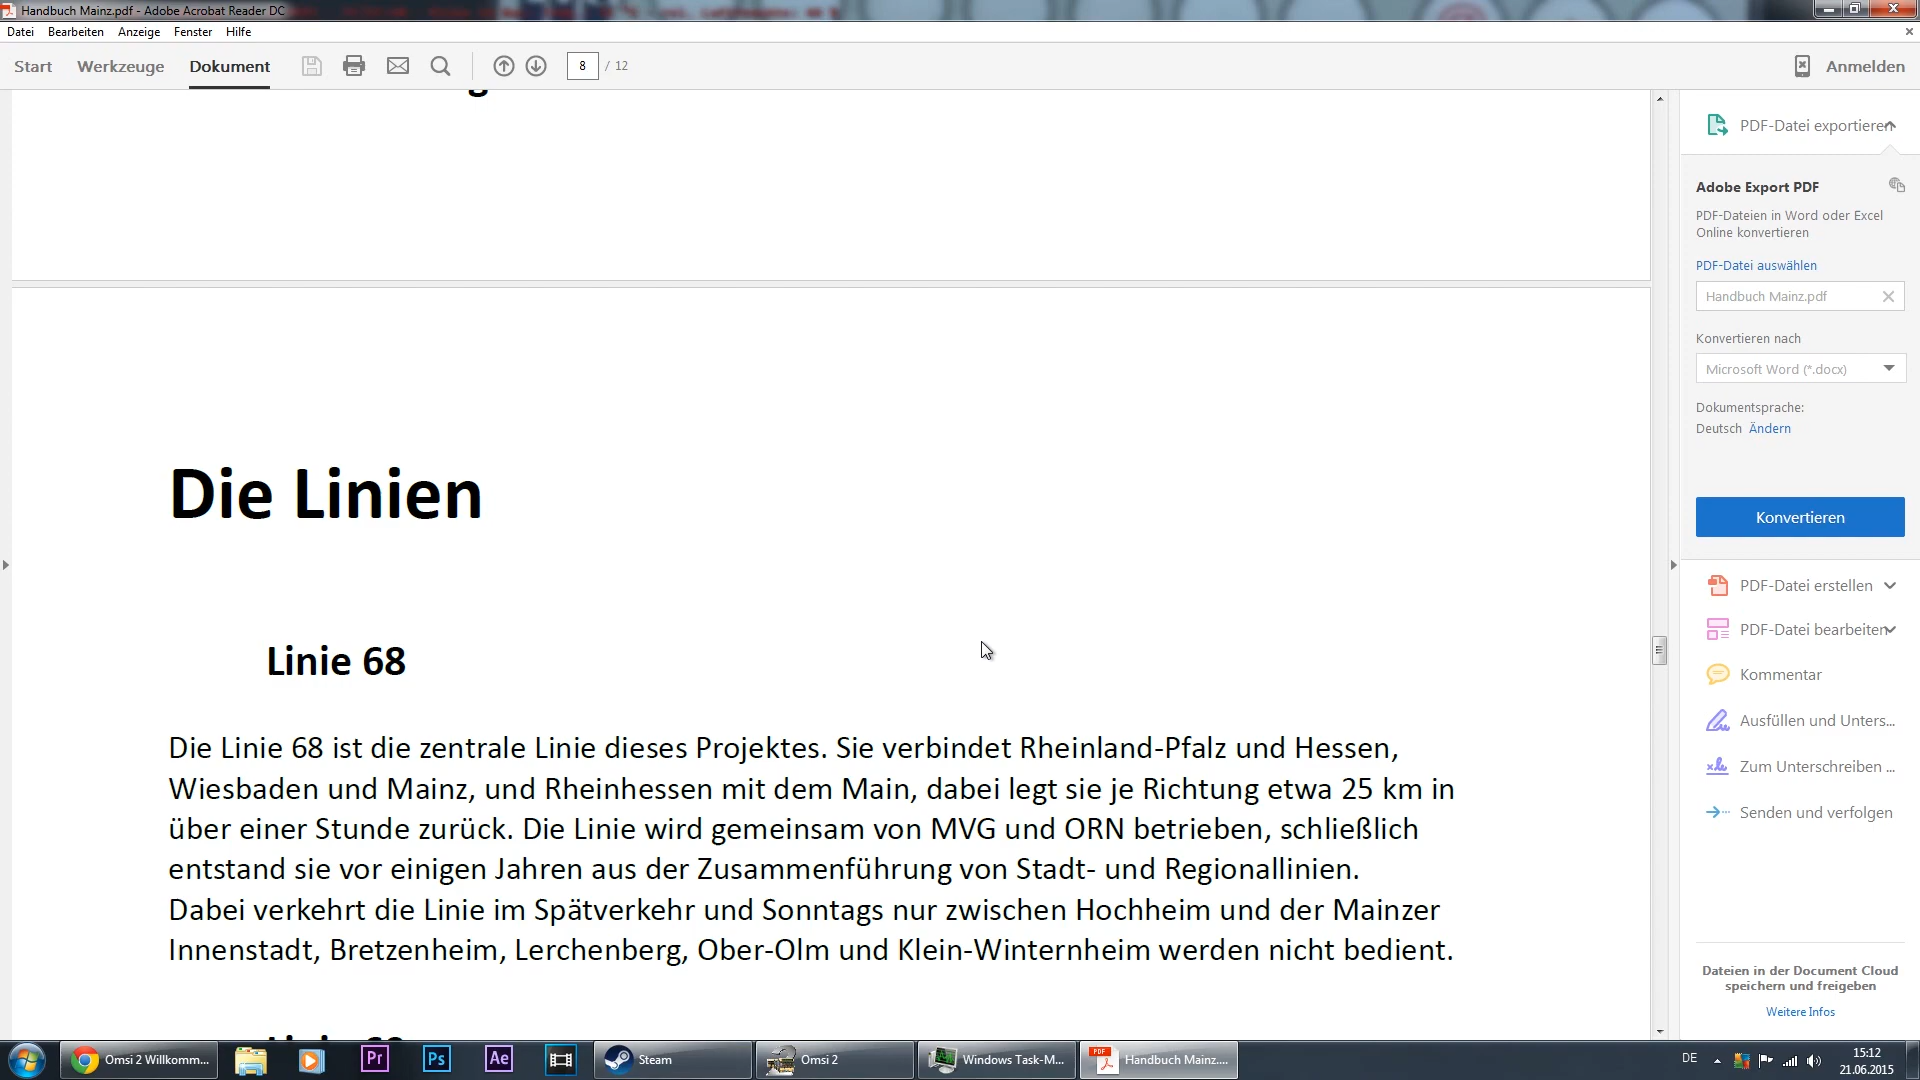 Handbuch Mainz.pdf - Adobe Acrobat Reader DC
Datei Bearbeiten Anzeige Fenster Hilfe
Start Werkzeuge Dokument 8 / 12 Anmelden
PDF-Datei exportieren
Adobe Export PDF
PDF-Dateien in Word oder Excel
Online konvertieren
PDF-Datei auswählen
Handbuch Mainz.pdf
Konvertieren nach
Microsoft Word (*.docx)
Dokumentsprache:
Deutsch Ändern
Konvertieren
PDF-Datei erstellen
PDF-Datei bearbeiten
Kommentar
Ausfüllen und Unters...
Zum Unterschreiben ...
Senden und verfolgen
Dateien in der Document Cloud
speichern und freigeben
Weitere Infos
Die Linien
Linie 68
Die Linie 68 ist die zentrale Linie dieses Projektes. Sie verbindet Rheinland-Pfalz und Hessen,
Wiesbaden und Mainz, und Rheinhessen mit dem Main, dabei legt sie je Richtung etwa 25 km in
über einer Stunde zurück. Die Linie wird gemeinsam von MVG und ORN betrieben, schließlich
entstand sie vor einigen Jahren aus der Zusammenführung von Stadt- und Regionallinien.
Dabei verkehrt die Linie im Spätverkehr und Sonntags nur zwischen Hochheim und der Mainzer
Innenstadt, Bretzenheim, Lerchenberg, Ober-Olm und Klein-Winternheim werden nicht bedient.
Omsi 2 Willkomm... Pr Ps Ae Steam Omsi 2 Windows Task-M... PDF Handbuch Mainz.... DE 15:12
21.06.2015